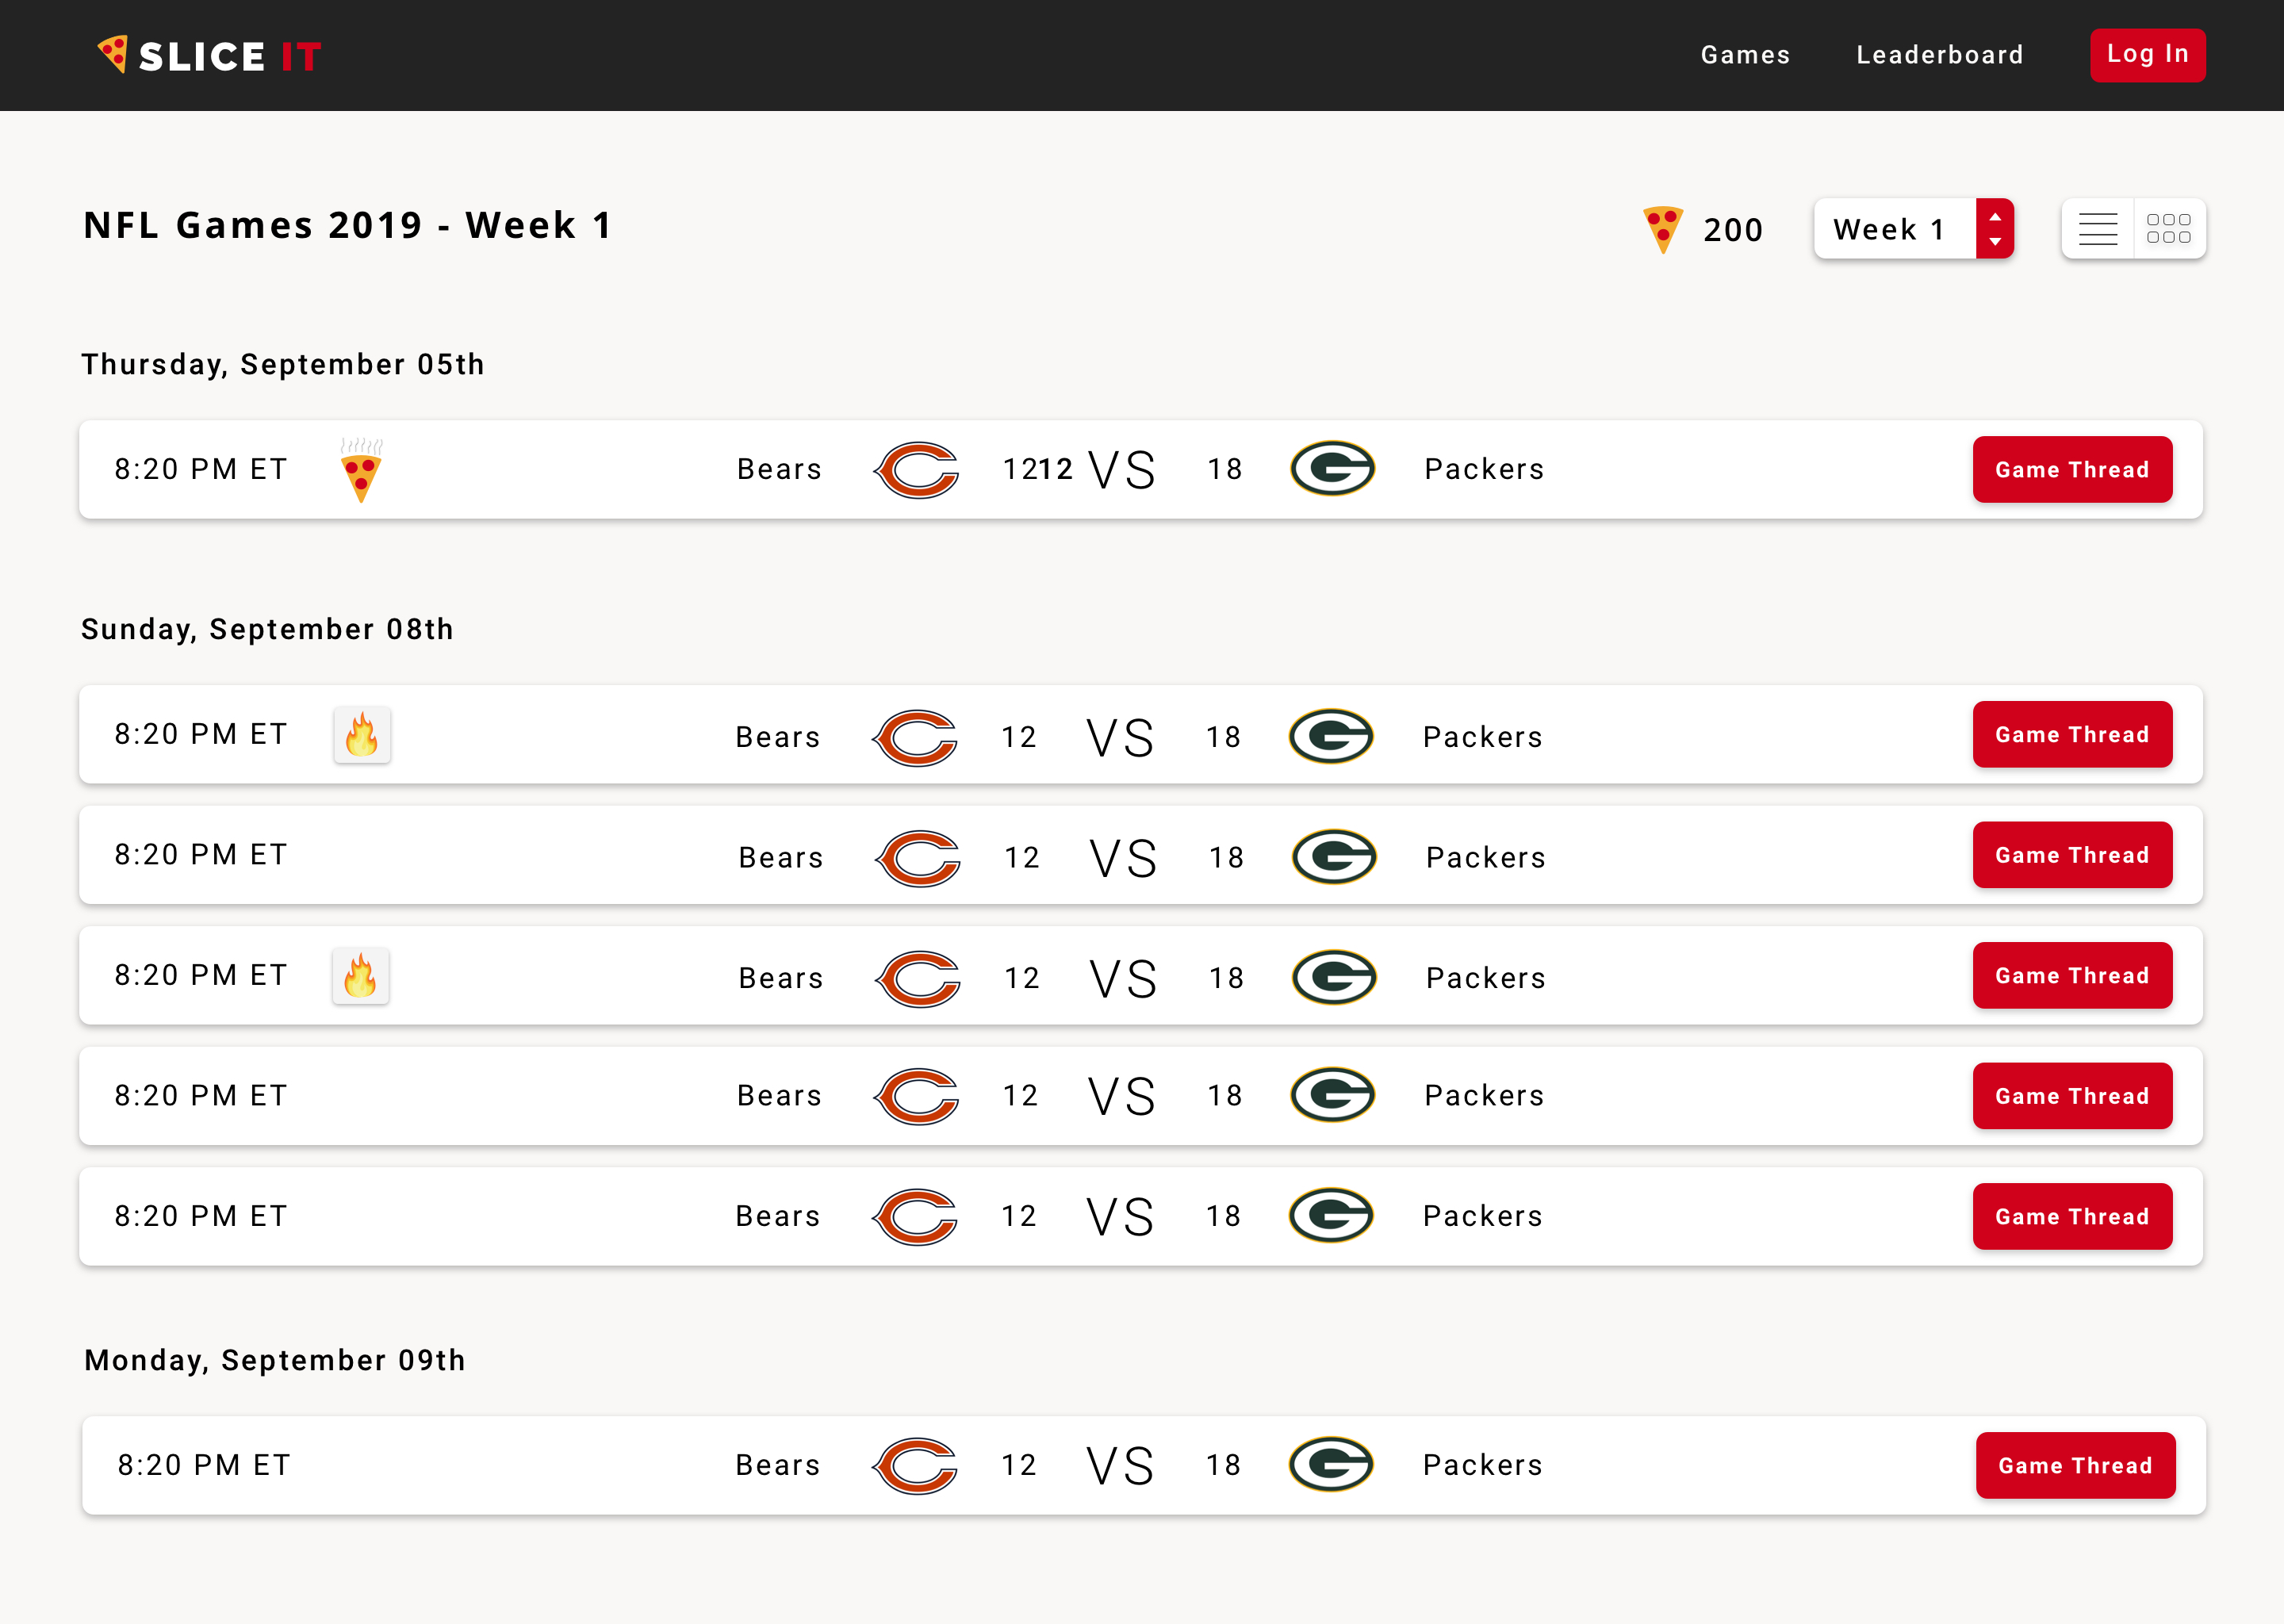 SLICE IT Games Leaderboard Log In
NFL Games 2019 - Week 1 200 Week 1
Thursday, September 05th
8:20 PM ET Bears 1212 VS 18 Packers Game Thread
Sunday, September 08th
8:20 PM ET Bears 12 VS 18 Packers Game Thread
8:20 PM ET Bears 12 VS 18 Packers Game Thread
8:20 PM ET Bears 12 VS 18 Packers Game Thread
8:20 PM ET Bears 12 VS 18 Packers Game Thread
8:20 PM ET Bears 12 VS 18 Packers Game Thread
Monday, September 09th
8:20 PM ET Bears 12 VS 18 Packers Game Thread